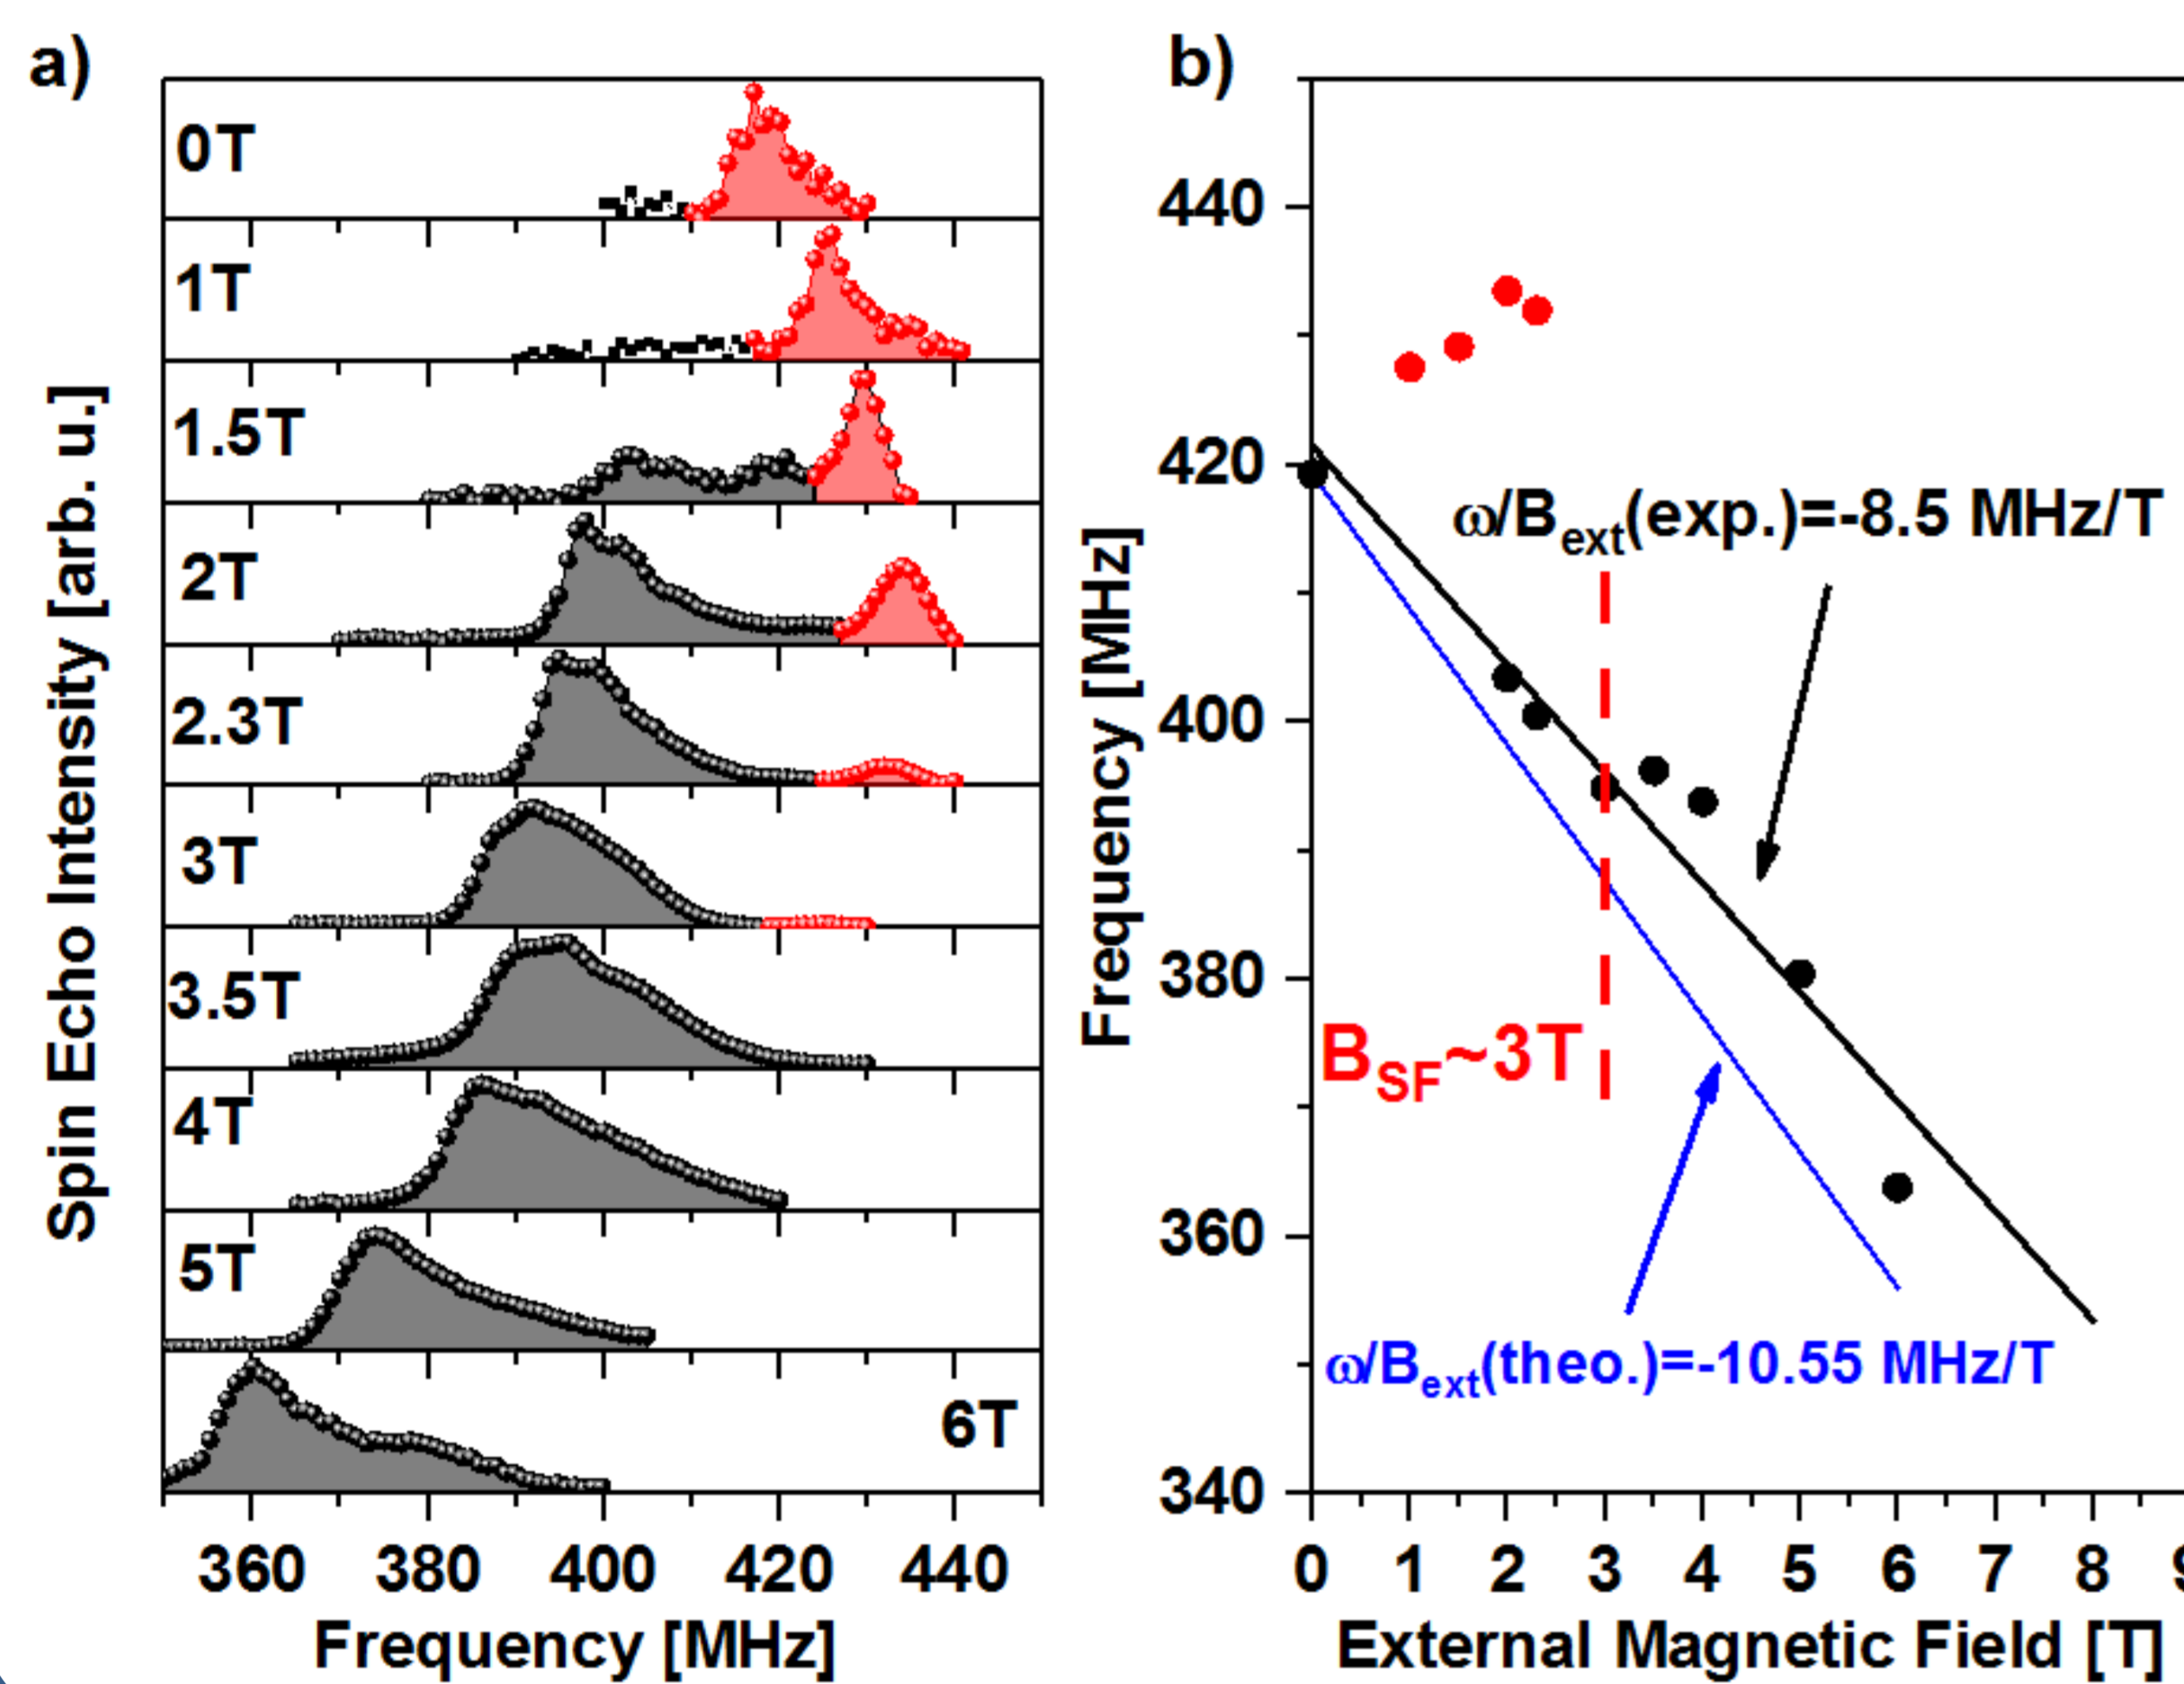 a)
0T
1T
1.5T
2T
2.3T
3T
3.5T
4T
5T
6T
Spin Echo Intensity [arb. u.]
360 380 400 420 440
Frequency [MHz]
b)
440
420
400
380
360
340
Frequency [MHz]
ω/Bext(exp.)=-8.5 MHz/T
BSF~3T
ω/Bext(theo.)=-10.55 MHz/T
0 1 2 3 4 5 6 7 8
External Magnetic Field [T]